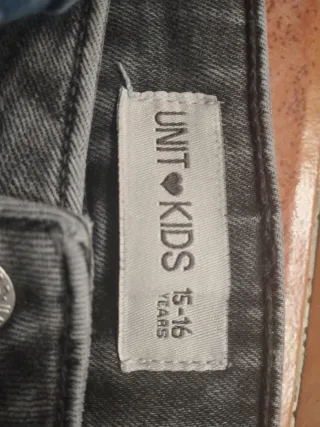 UNIT ♥ KIDS
15-16
YEARS